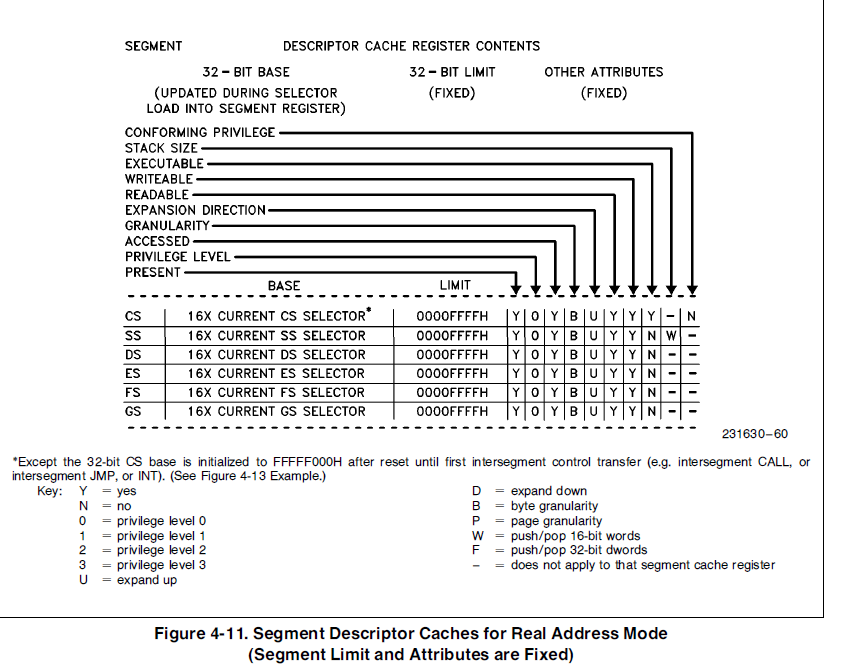 SEGMENT DESCRIPTOR CACHE REGISTER CONTENTS
32 – BIT BASE 32 – BIT LIMIT OTHER ATTRIBUTES
(UPDATED DURING SELECTOR (FIXED) (FIXED)
LOAD INTO SEGMENT REGISTER)
CONFORMING PRIVILEGE
STACK SIZE
EXECUTABLE
WRITEABLE
READABLE
EXPANSION DIRECTION
GRANULARITY
ACCESSED
PRIVILEGE LEVEL
PRESENT
BASE LIMIT
CS 16X CURRENT CS SELECTOR* 0000FFFFH Y 0 Y B U Y Y Y – N
SS 16X CURRENT SS SELECTOR 0000FFFFH Y 0 Y B U Y Y N W –
DS 16X CURRENT DS SELECTOR 0000FFFFH Y 0 Y B U Y Y N – –
ES 16X CURRENT ES SELECTOR 0000FFFFH Y 0 Y B U Y Y N – –
FS 16X CURRENT FS SELECTOR 0000FFFFH Y 0 Y B U Y Y N – –
GS 16X CURRENT GS SELECTOR 0000FFFFH Y 0 Y B U Y Y N – –
231630–60
*Except the 32-bit CS base is initialized to FFFFF000H after reset until first intersegment control transfer (e.g. intersegment CALL, or
intersegment JMP, or INT). (See Figure 4-13 Example.)
Key: Y = yes D = expand down
N = no B = byte granularity
0 = privilege level 0 P = page granularity
1 = privilege level 1 W = push/pop 16-bit words
2 = privilege level 2 F = push/pop 32-bit dwords
3 = privilege level 3 – = does not apply to that segment cache register
U = expand up
Figure 4-11. Segment Descriptor Caches for Real Address Mode
(Segment Limit and Attributes are Fixed)